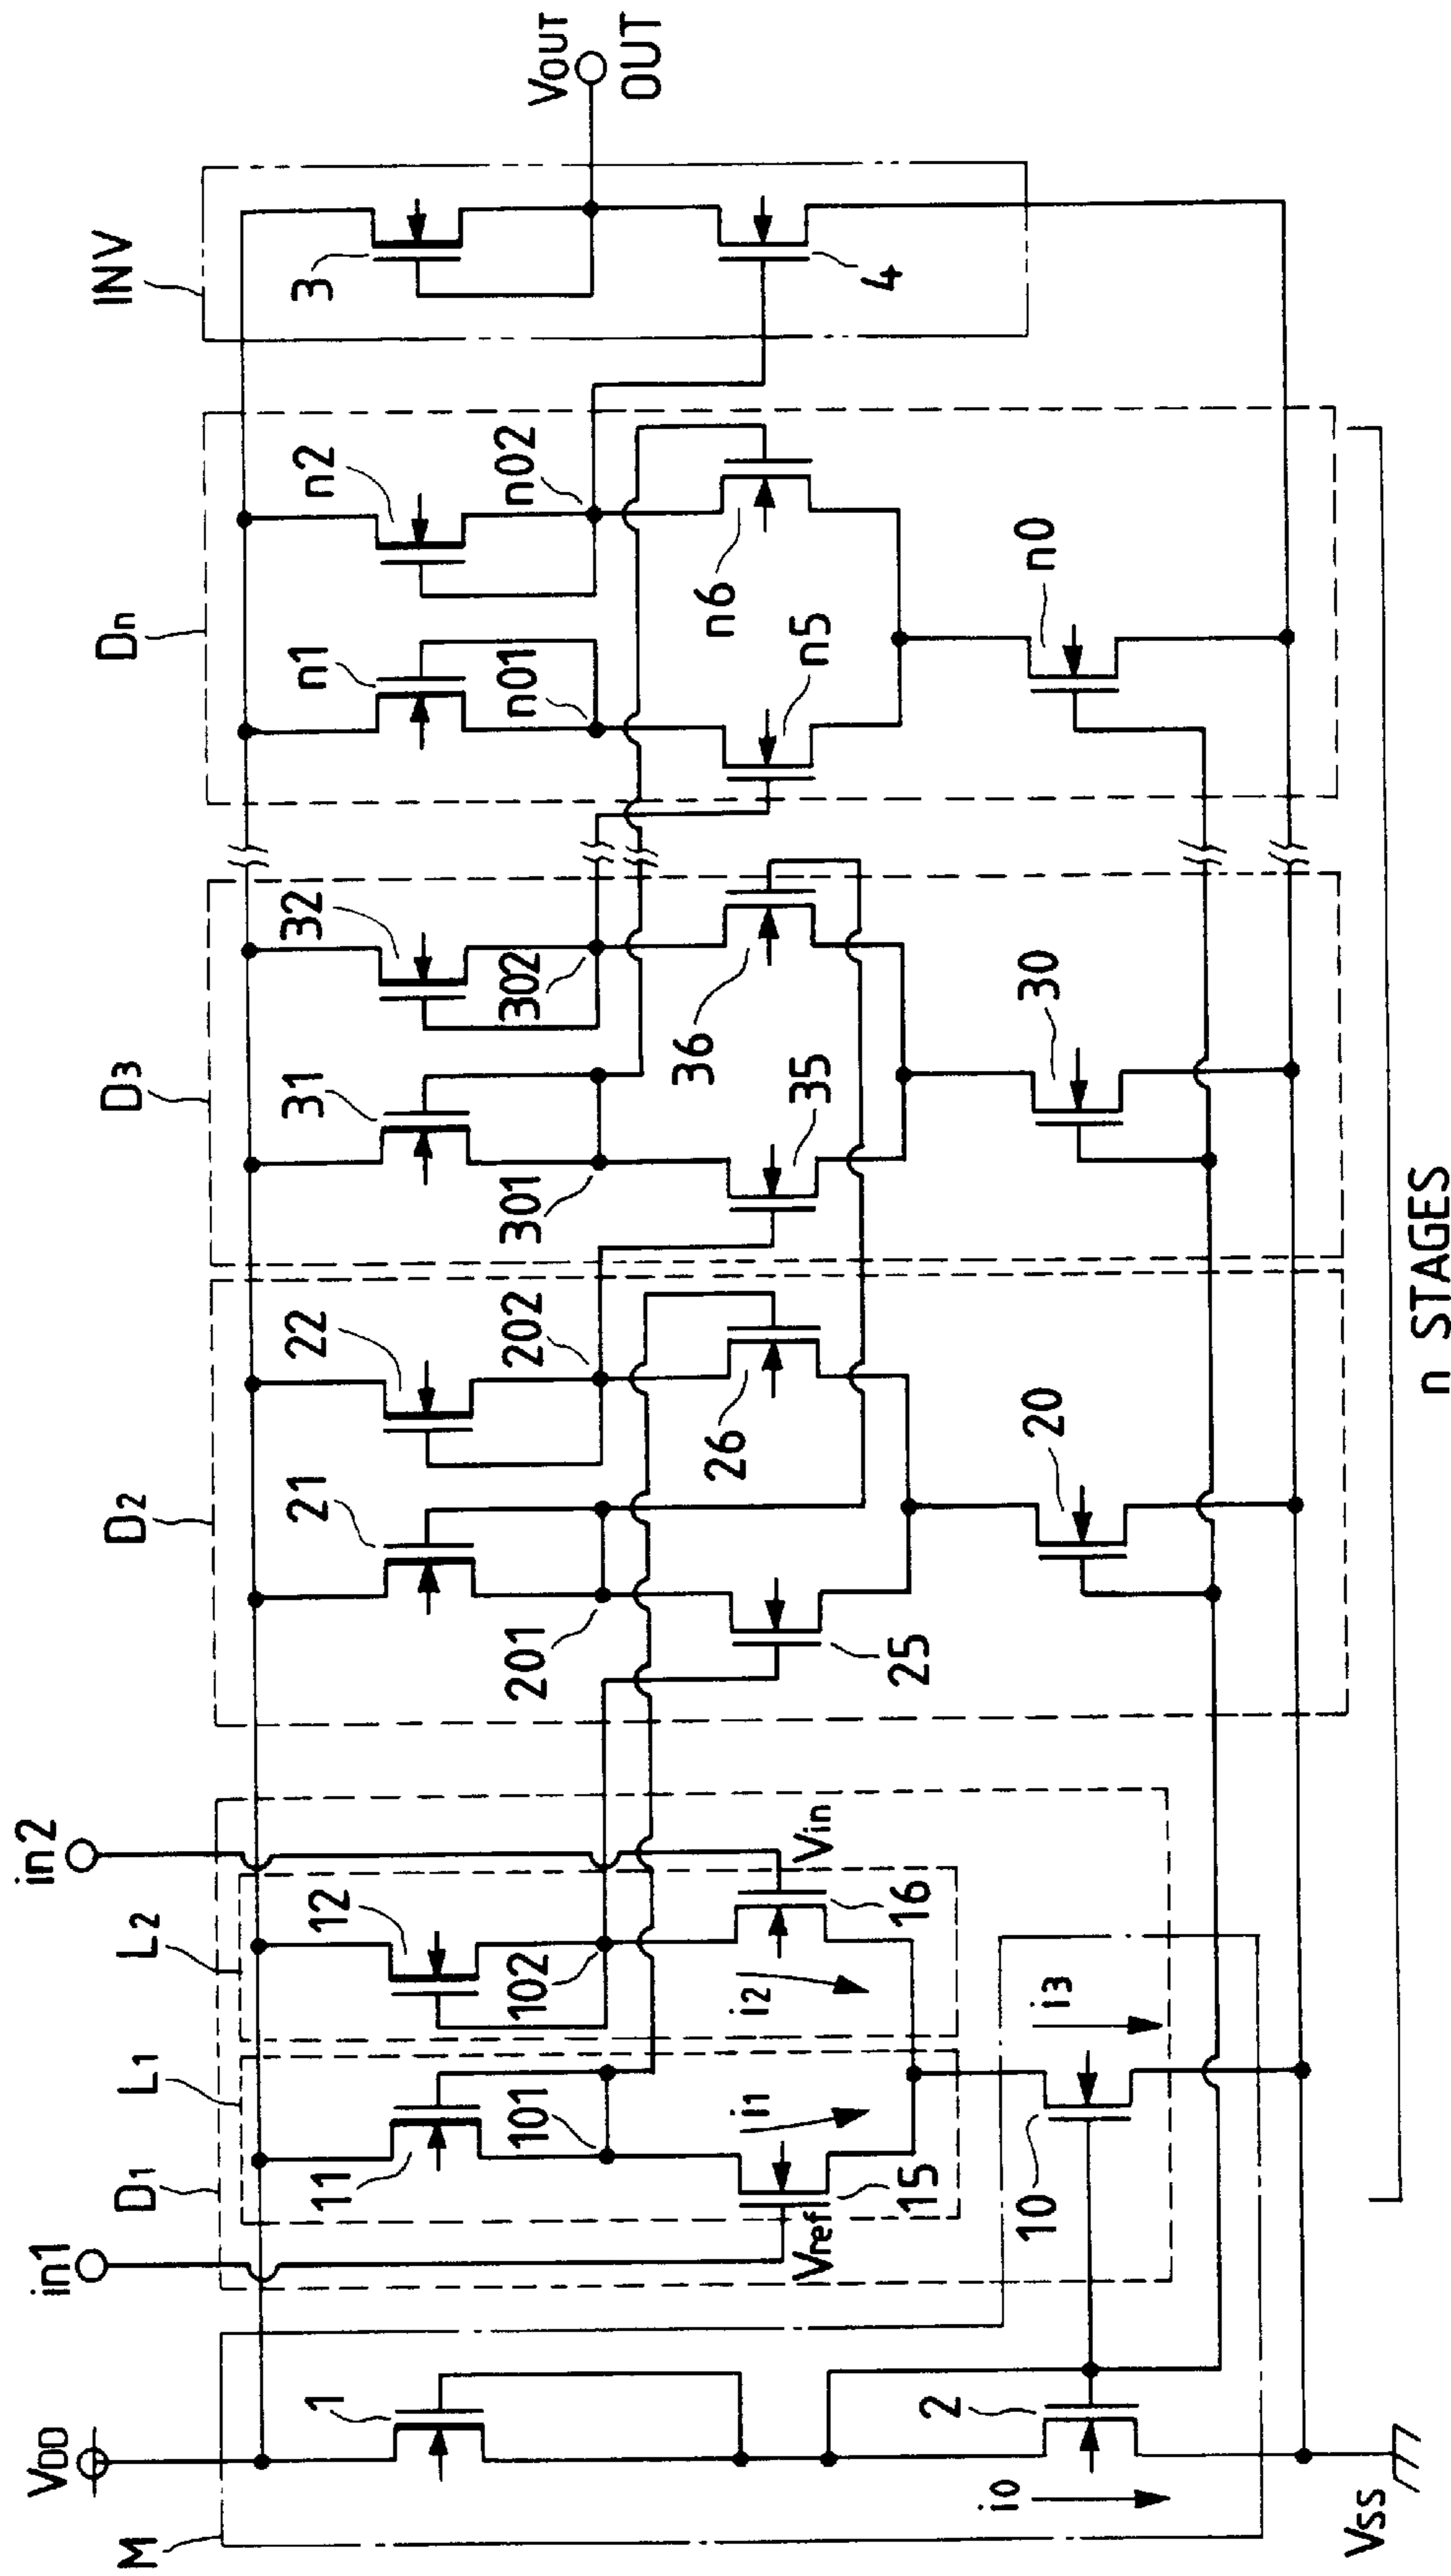 VDD
in1
in2
M
D1
L1
L2
D2
D3
Dn
INV
1
11
12
21
22
31
32
n1
n2
3
101
102
201
202
301
302
n01
n02
VOUT
OUT
Vref
15
i1
i2
16
Vin
25
26
35
36
n5
n6
4
i0
2
10
i3
20
30
n0
VSS
n STAGES